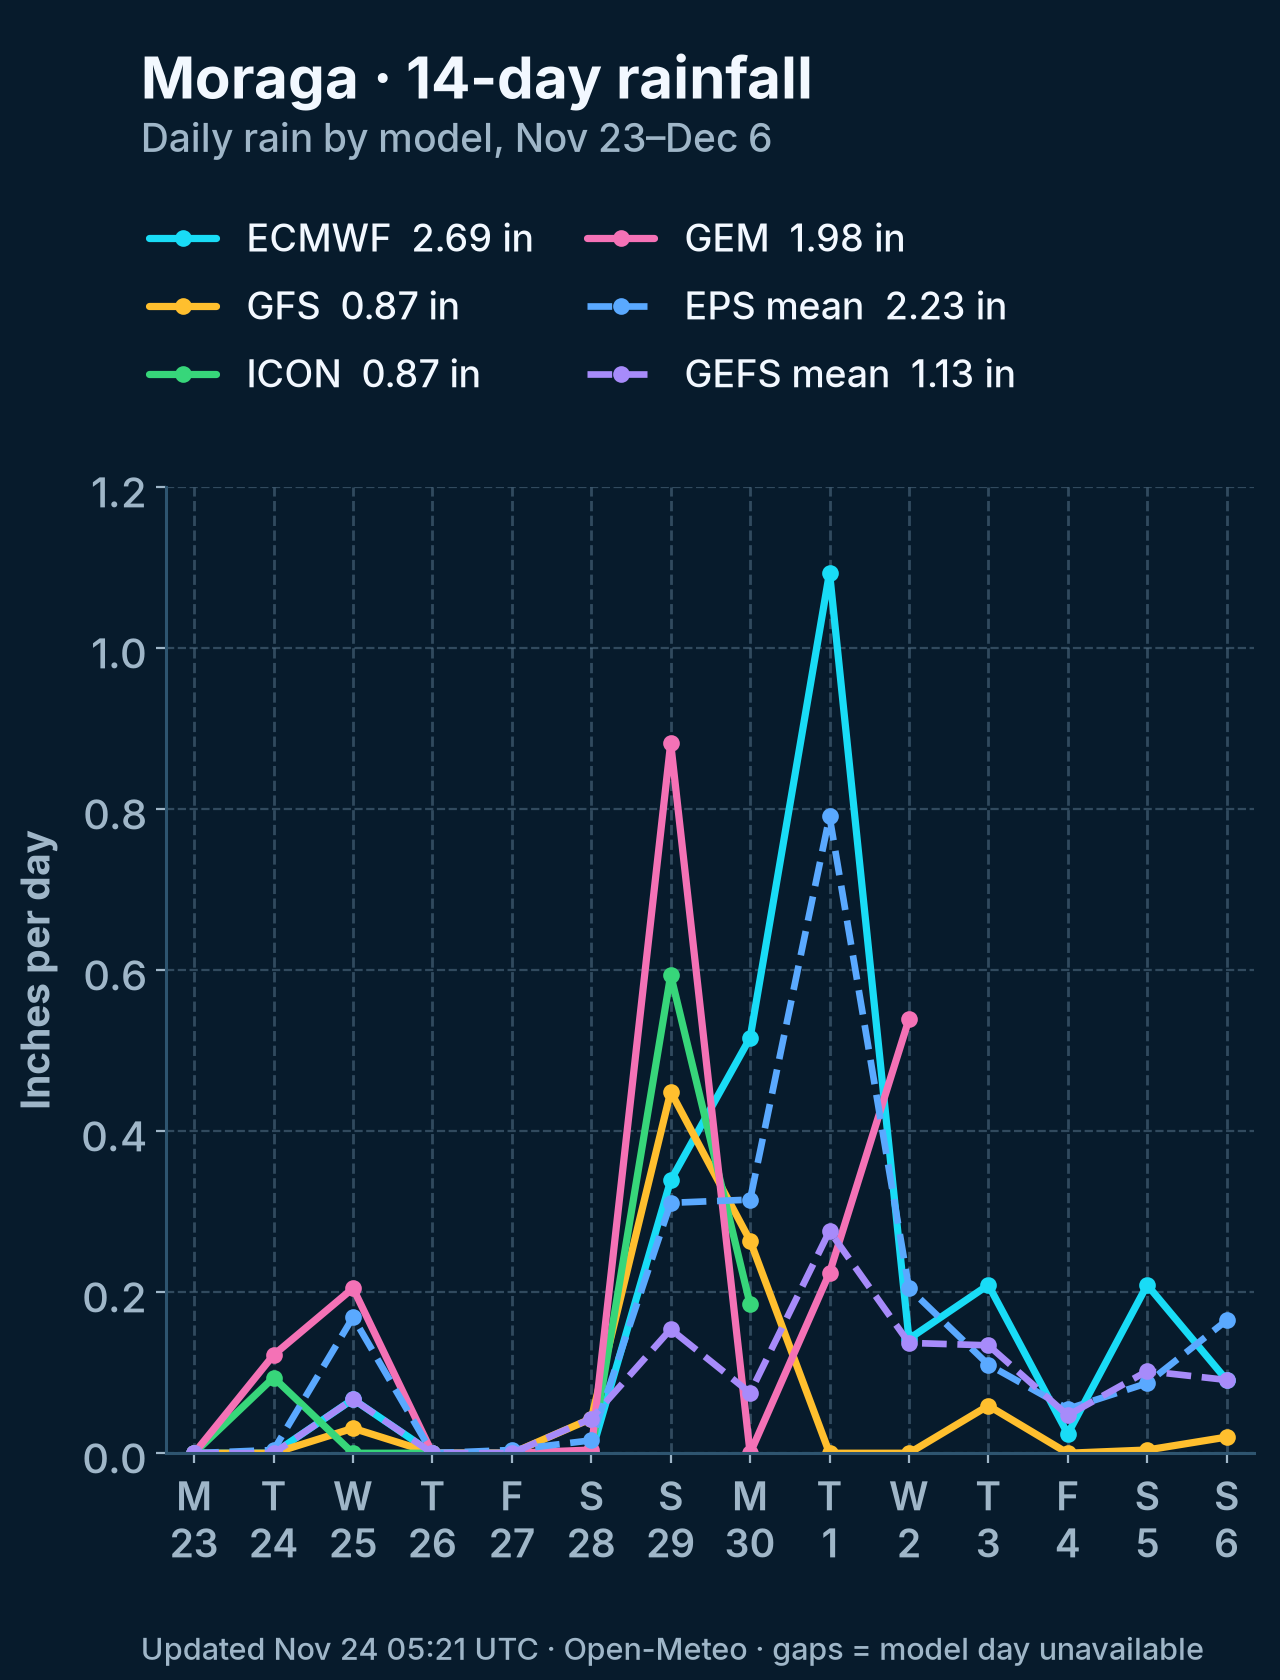 Moraga · 14-day rainfall
Daily rain by model, Nov 23–Dec 6
ECMWF 2.69 in
GFS 0.87 in
ICON 0.87 in
GEM 1.98 in
EPS mean 2.23 in
GEFS mean 1.13 in
Inches per day
1.2
1.0
0.8
0.6
0.4
0.2
0.0
M T W T F S S M T W T F S S
23 24 25 26 27 28 29 30 1 2 3 4 5 6
Updated Nov 24 05:21 UTC · Open-Meteo · gaps = model day unavailable